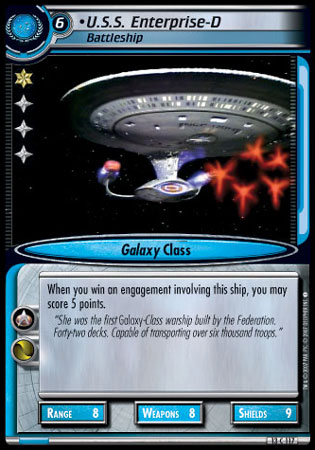 6 •U.S.S. Enterprise-D
Battleship
Galaxy Class
When you win an engagement involving this ship, you may
score 5 points.
"She was the first Galaxy-Class warship built by the Federation.
Forty-two decks. Capable of transporting over six thousand troops."
Range 8 Weapons 8 Shields 9
13 C 117